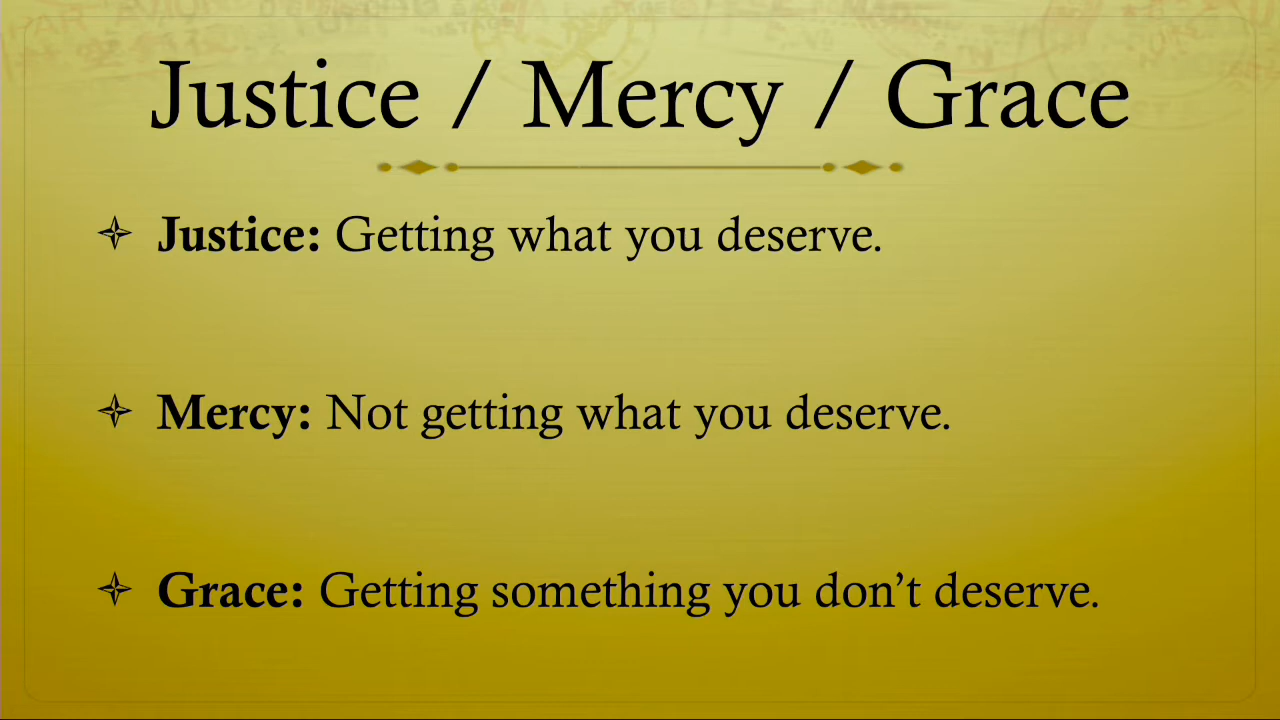 Justice / Mercy / Grace
Justice: Getting what you deserve.
Mercy: Not getting what you deserve.
Grace: Getting something you don’t deserve.